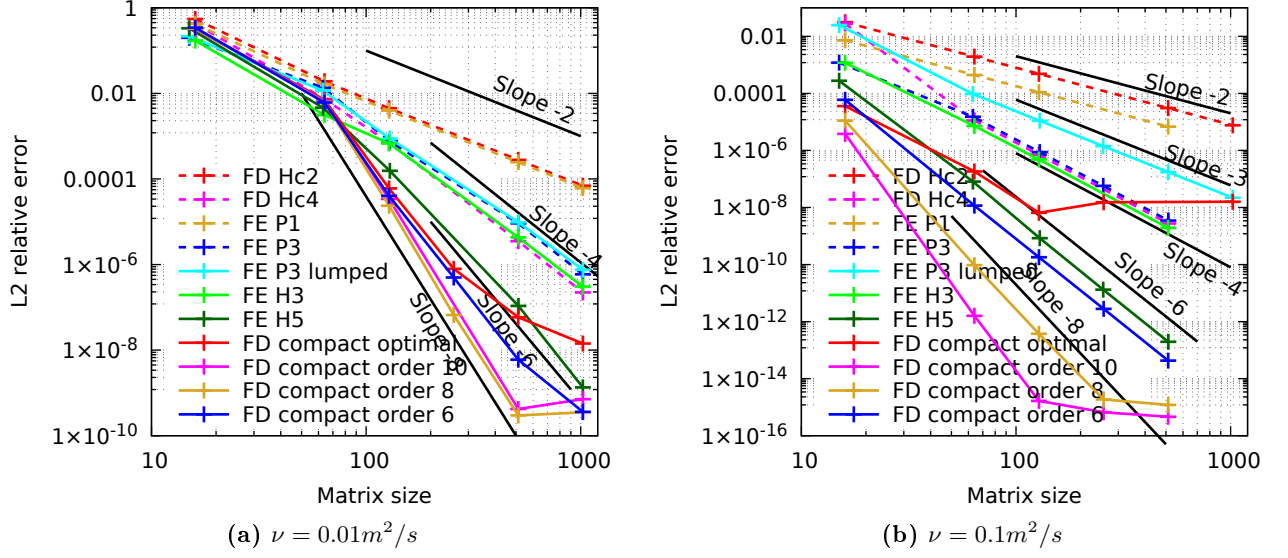 1
0.01
0.0001
1×10-6
1×10-8
1×10-10
10
100
1000
L2 relative error
Matrix size
Slope -2
Slope -4
Slope -6
Slope -8
FD Hc2
FD Hc4
FE P1
FE P3
FE P3 lumped
FE H3
FE H5
FD compact optimal
FD compact order 10
FD compact order 8
FD compact order 6
(a) ν = 0.01m²/s
0.01
0.0001
1×10-6
1×10-8
1×10-10
1×10-12
1×10-14
1×10-16
10
100
1000
L2 relative error
Matrix size
Slope -2
Slope -3
Slope -4
Slope -6
Slope -8
FD Hc2
FD Hc4
FE P1
FE P3
FE P3 lumped
FE H3
FE H5
FD compact optimal
FD compact order 10
FD compact order 8
FD compact order 6
(b) ν = 0.1m²/s